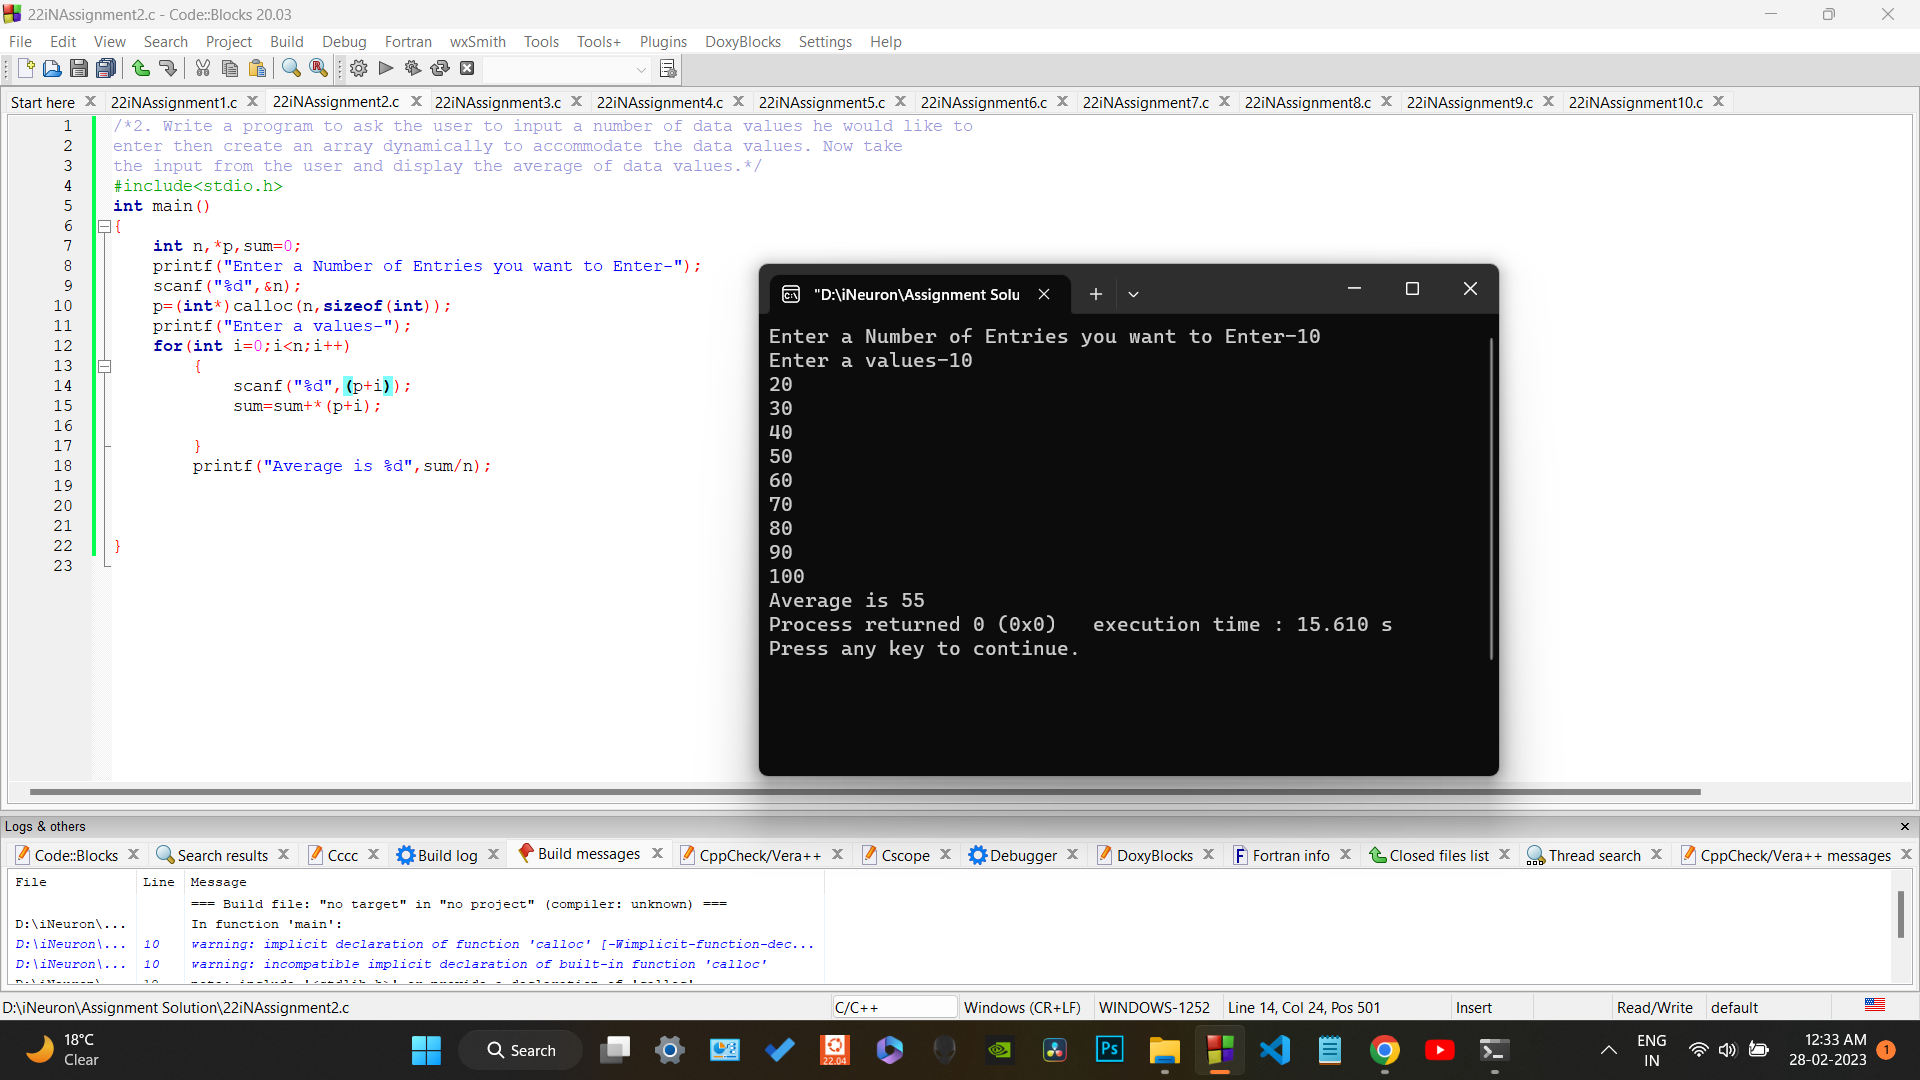 22iNAssignment2.c - Code::Blocks 20.03
File Edit View Search Project Build Debug Fortran wxSmith Tools Tools+ Plugins DoxyBlocks Settings Help
Start here 22iNAssignment1.c 22iNAssignment2.c 22iNAssignment3.c 22iNAssignment4.c 22iNAssignment5.c 22iNAssignment6.c 22iNAssignment7.c 22iNAssignment8.c 22iNAssignment9.c 22iNAssignment10.c
1 /*2. Write a program to ask the user to input a number of data values he would like to
2 enter then create an array dynamically to accommodate the data values. Now take
3 the input from the user and display the average of data values.*/
4 #include<stdio.h>
5 int main()
6 {
7 int n,*p,sum=0;
8 printf("Enter a Number of Entries you want to Enter-");
9 scanf("%d",&n);
10 p=(int*)calloc(n,sizeof(int));
11 printf("Enter a values-");
12 for(int i=0;i<n;i++)
13 {
14 scanf("%d",(p+i));
15 sum=sum+*(p+i);
16
17 }
18 printf("Average is %d",sum/n);
19
20
21
22 }
23
"D:\iNeuron\Assignment Solu
Enter a Number of Entries you want to Enter-10
Enter a values-10
20
30
40
50
60
70
80
90
100
Average is 55
Process returned 0 (0x0)   execution time : 15.610 s
Press any key to continue.
Logs & others
Code::Blocks Search results Cccc Build log Build messages CppCheck/Vera++ Cscope Debugger DoxyBlocks Fortran info Closed files list Thread search CppCheck/Vera++ messages
File Line Message
=== Build file: "no target" in "no project" (compiler: unknown) ===
D:\iNeuron\... In function 'main':
D:\iNeuron\... 10 warning: implicit declaration of function 'calloc' [-Wimplicit-function-dec...
D:\iNeuron\... 10 warning: incompatible implicit declaration of built-in function 'calloc'
D:\iNeuron\Assignment Solution\22iNAssignment2.c C/C++ Windows (CR+LF) WINDOWS-1252 Line 14, Col 24, Pos 501 Insert Read/Write default
18°C
Clear
Search
22.04
Ps
ENG
IN
12:33 AM
28-02-2023
1